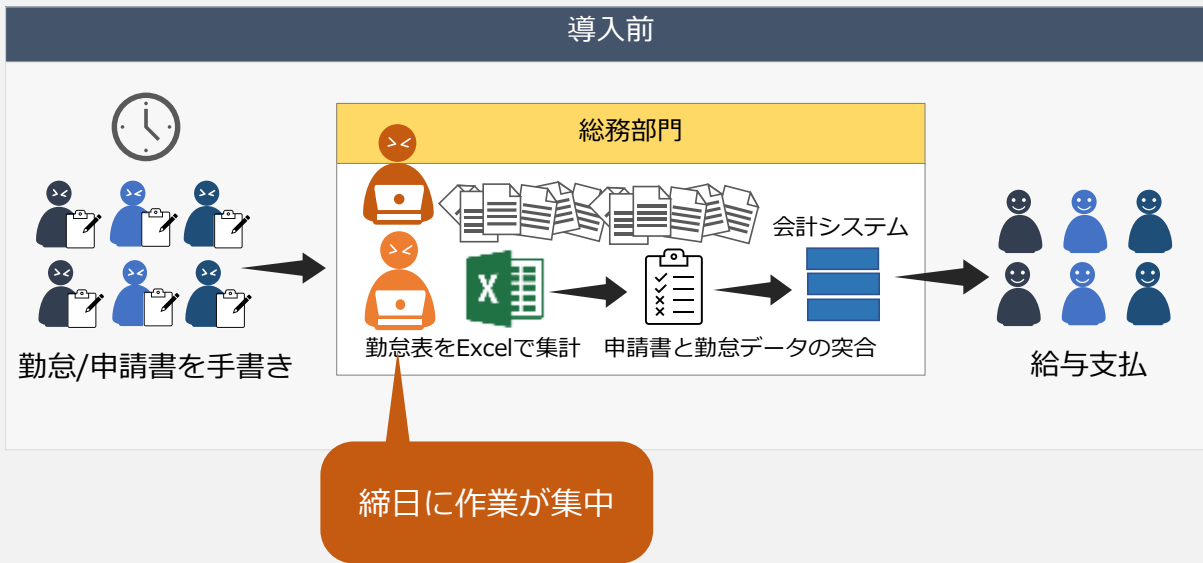 導入前
総務部門
会計システム
X
勤怠表をExcelで集計
申請書と勤怠データの突合
勤怠/申請書を手書き
給与支払
締日に作業が集中